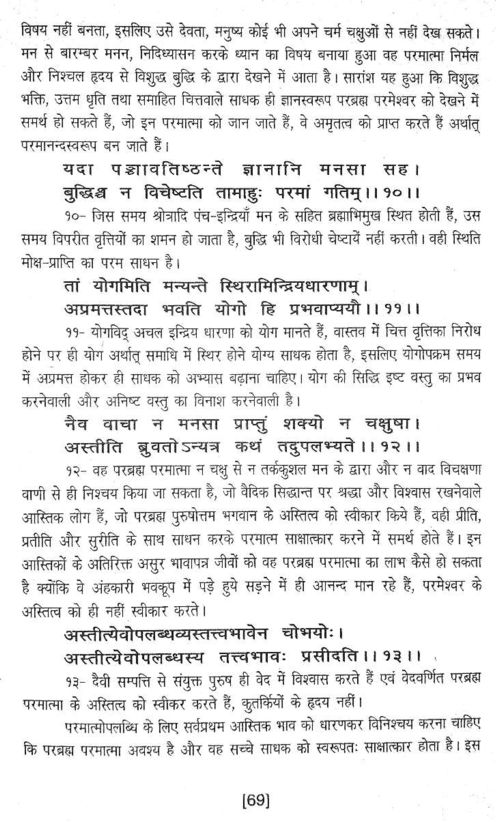 विषय नहीं बनता, इसलिए उसे देवता, मनुष्य कोई भी अपने चर्म चक्षुओं से नहीं देख सकते।
मन से बारम्बर मनन, निदिध्यासन करके ध्यान का विषय बनाया हुआ वह परमात्मा निर्मल
और निश्चल हृदय से विशुद्ध बुद्धि के द्वारा देखने में आता है। सारांश यह हुआ कि विशुद्ध
भक्ति, उत्तम धृति तथा समाहित चित्तवाले साधक ही ज्ञानस्वरूप परब्रह्म परमेश्वर को देखने में
समर्थ हो सकते हैं, जो इन परमात्मा को जान जाते हैं, वे अमृतत्व को प्राप्त करते हैं अर्थात्
परमानन्दस्वरूप बन जाते हैं।
यदा पञ्चावतिष्ठन्ते ज्ञानानि मनसा सह।
बुद्धिश्च न विचेष्टति तामाहुः परमां गतिम्।।१०।।
१०- जिस समय श्रोत्रादि पंच-इन्द्रियाँ मन के सहित ब्रह्माभिमुख स्थित होती हैं, उस
समय विपरीत वृत्तियों का शमन हो जाता है, बुद्धि भी विरोधी चेष्टायें नहीं करती। वही स्थिति
मोक्ष-प्राप्ति का परम साधन है।
तां योगमिति मन्यन्ते स्थिरामिन्द्रियधारणाम्।
अप्रमत्तस्तदा भवति योगो हि प्रभवाप्ययौ।।११।।
११- योगविद् अचल इन्द्रिय धारणा को योग मानते हैं, वास्तव में चित्त वृत्तिका निरोध
होने पर ही योग अर्थात् समाधि में स्थिर होने योग्य साधक होता है, इसलिए योगोपक्रम समय
में अप्रमत्त होकर ही साधक को अभ्यास बढ़ाना चाहिए। योग की सिद्धि इष्ट वस्तु का प्रभव
करनेवाली और अनिष्ट वस्तु का विनाश करनेवाली है।
नैव वाचा न मनसा प्राप्तुं शक्यो न चक्षुषा।
अस्तीति ब्रुवतोऽन्यत्र कथं तदुपलभ्यते।।१२।।
१२- वह परब्रह्म परमात्मा न चक्षु से न तर्ककुशल मन के द्वारा और न वाद विचक्षणा
वाणी से ही निश्चय किया जा सकता है, जो वैदिक सिद्धान्त पर श्रद्धा और विश्वास रखनेवाले
आस्तिक लोग हैं, जो परब्रह्म पुरुषोत्तम भगवान के अस्तित्व को स्वीकार किये हैं, वही प्रीति,
प्रतीति और सुरीति के साथ साधन करके परमात्म साक्षात्कार करने में समर्थ होते हैं। इन
आस्तिकों के अतिरिक्त असुर भावापन्न जीवों को वह परब्रह्म परमात्मा का लाभ कैसे हो सकता
है क्योंकि वे अंहकारी भवकूप में पड़े हुये सड़ने में ही आनन्द मान रहे हैं, परमेश्वर के
अस्तित्व को ही नहीं स्वीकार करते।
अस्तीत्येवोपलब्धव्यस्तत्त्वभावेन चोभयोः।
अस्तीत्येवोपलब्धस्य तत्त्वभावः प्रसीदति।।१३।।
१३- दैवी सम्पत्ति से संयुक्त पुरुष ही वेद में विश्वास करते हैं एवं वेदवर्णित परब्रह्म
परमात्मा के अस्तित्व को स्वीकर करते हैं, कुतर्कियों के हृदय नहीं।
परमात्मोपलब्धि के लिए सर्वप्रथम आस्तिक भाव को धारणकर विनिश्चय करना चाहिए
कि परब्रह्म परमात्मा अवश्य है और वह सच्चे साधक को स्वरूपतः साक्षात्कार होता है। इस
[69]